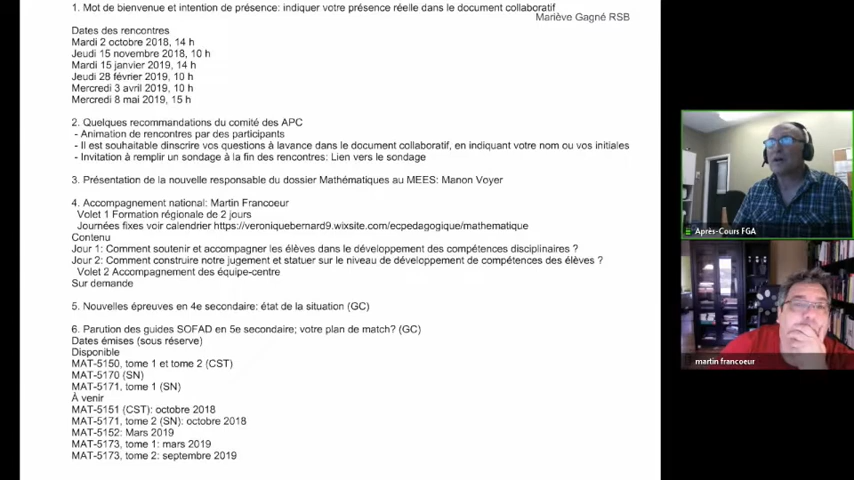 1. Mot de bienvenue et intention de présence: indiquer votre présence réelle dans le document collaboratif
Mariève Gagné RSB
Dates des rencontres
Mardi 2 octobre 2018, 14 h
Jeudi 15 novembre 2018, 10 h
Mardi 15 janvier 2019, 14 h
Jeudi 28 février 2019, 10 h
Mercredi 3 avril 2019, 10 h
Mercredi 8 mai 2019, 15 h
2. Quelques recommandations du comité des APC
- Animation de rencontres par des participants
- Il est souhaitable dinscrire vos questions à lavance dans le document collaboratif, en indiquant votre nom ou vos initiales
- Invitation à remplir un sondage à la fin des rencontres: Lien vers le sondage
3. Présentation de la nouvelle responsable du dossier Mathématiques au MEES: Manon Voyer
4. Accompagnement national: Martin Francoeur
Volet 1 Formation régionale de 2 jours
Journées fixes voir calendrier https://veroniquebernard9.wixsite.com/ecpedagogique/mathematique
Contenu
Jour 1: Comment soutenir et accompagner les élèves dans le développement des compétences disciplinaires ?
Jour 2: Comment construire notre jugement et statuer sur le niveau de développement de compétences des élèves ?
Volet 2 Accompagnement des équipe-centre
Sur demande
5. Nouvelles épreuves en 4e secondaire: état de la situation (GC)
6. Parution des guides SOFAD en 5e secondaire; votre plan de match? (GC)
Dates émises (sous réserve)
Disponible
MAT-5150, tome 1 et tome 2 (CST)
MAT-5170 (SN)
MAT-5171, tome 1 (SN)
À venir
MAT-5151 (CST): octobre 2018
MAT-5171, tome 2 (SN): octobre 2018
MAT-5152: Mars 2019
MAT-5173, tome 1: mars 2019
MAT-5173, tome 2: septembre 2019
Après-Cours FGA
martin francoeur